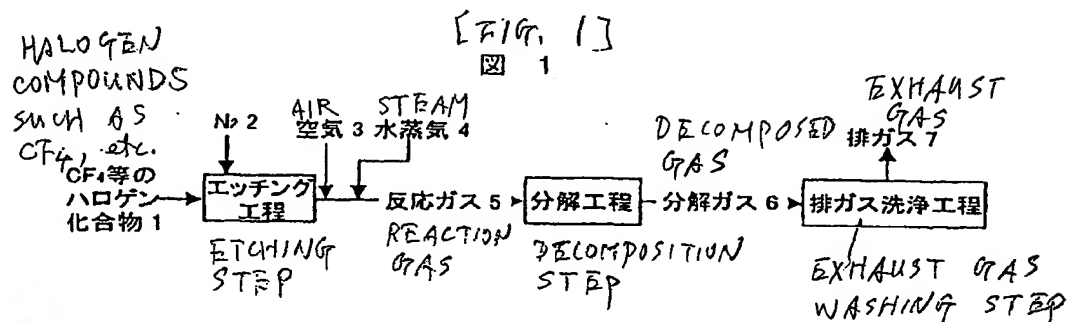 [FIG. 1]
図 1
HALOGEN
COMPOUNDS
such AS
CF4, etc.
CF4等の
ハロゲン
化合物 1
N2 2
AIR
空気 3
STEAM
水蒸気 4
エッチング
工程
ETCHING
STEP
反応ガス 5
REACTION
GAS
分解工程
DECOMPOSITION
STEP
DECOMPOSED
GAS
分解ガス 6
EXHAUST
GAS
排ガス 7
排ガス洗浄工程
EXHAUST GAS
WASHING STEP